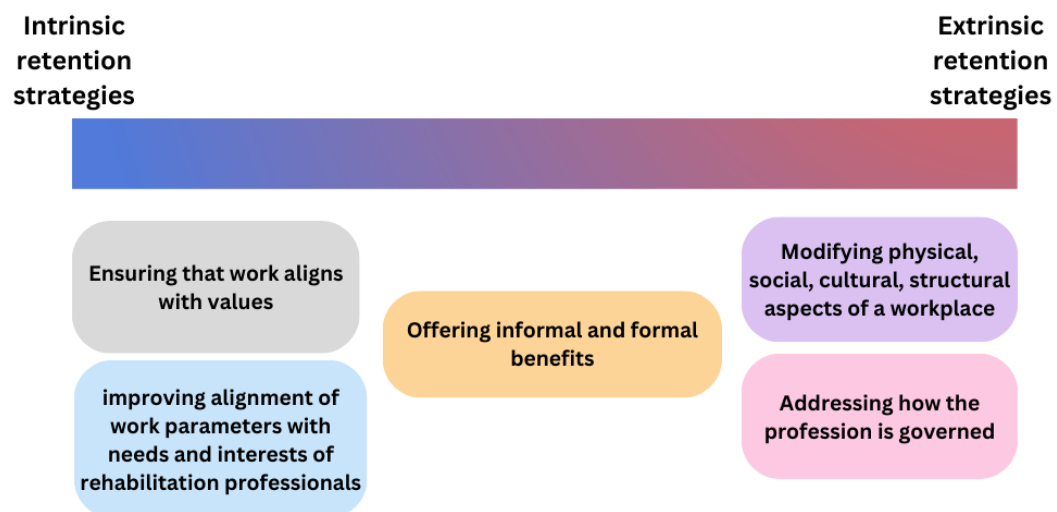 Intrinsic
retention
strategies
Extrinsic
retention
strategies
Ensuring that work aligns
with values
improving alignment of
work parameters with
needs and interests of
rehabilitation professionals
Offering informal and formal
benefits
Modifying physical,
social, cultural, structural
aspects of a workplace
Addressing how the
profession is governed